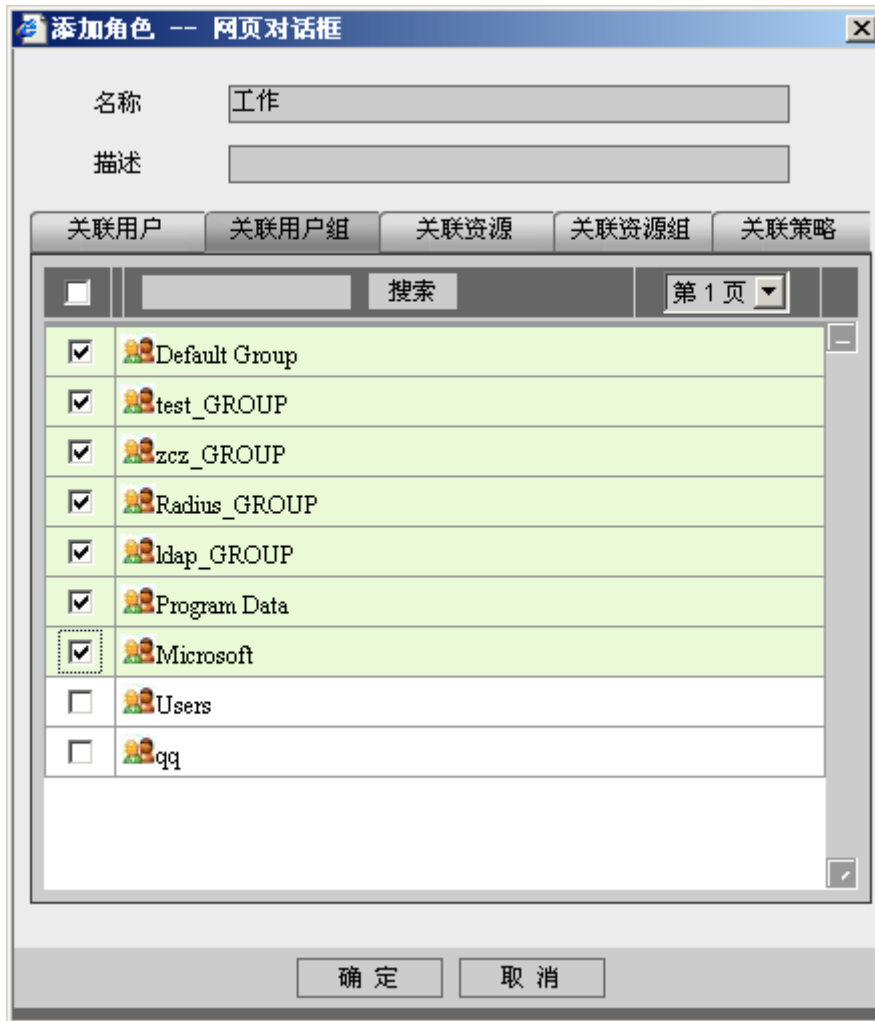 添加角色 -- 网页对话框
名称 工作
描述
关联用户 关联用户组 关联资源 关联资源组 关联策略
搜索 第 1 页
Default Group
test_GROUP
zcz_GROUP
Radius_GROUP
ldap_GROUP
Program Data
Microsoft
Users
qq
确 定 取 消